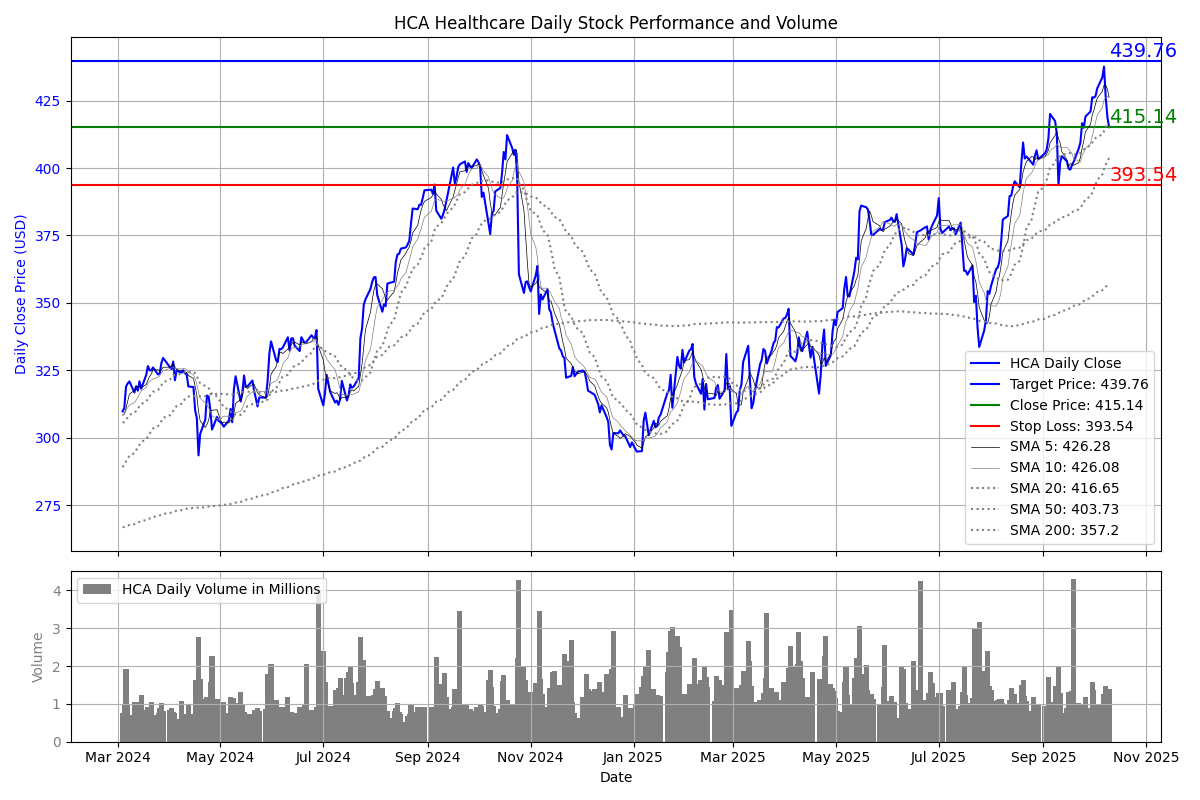 HCA Healthcare Daily Stock Performance and Volume
439.76
415.14
393.54
425
400
375
350
325
300
275
Daily Close Price (USD)
HCA Daily Close
Target Price: 439.76
Close Price: 415.14
Stop Loss: 393.54
SMA 5: 426.28
SMA 10: 426.08
SMA 20: 416.65
SMA 50: 403.73
SMA 200: 357.2
HCA Daily Volume in Millions
4
3
2
1
0
Volume
Mar 2024
May 2024
Jul 2024
Sep 2024
Nov 2024
Jan 2025
Mar 2025
May 2025
Jul 2025
Sep 2025
Nov 2025
Date